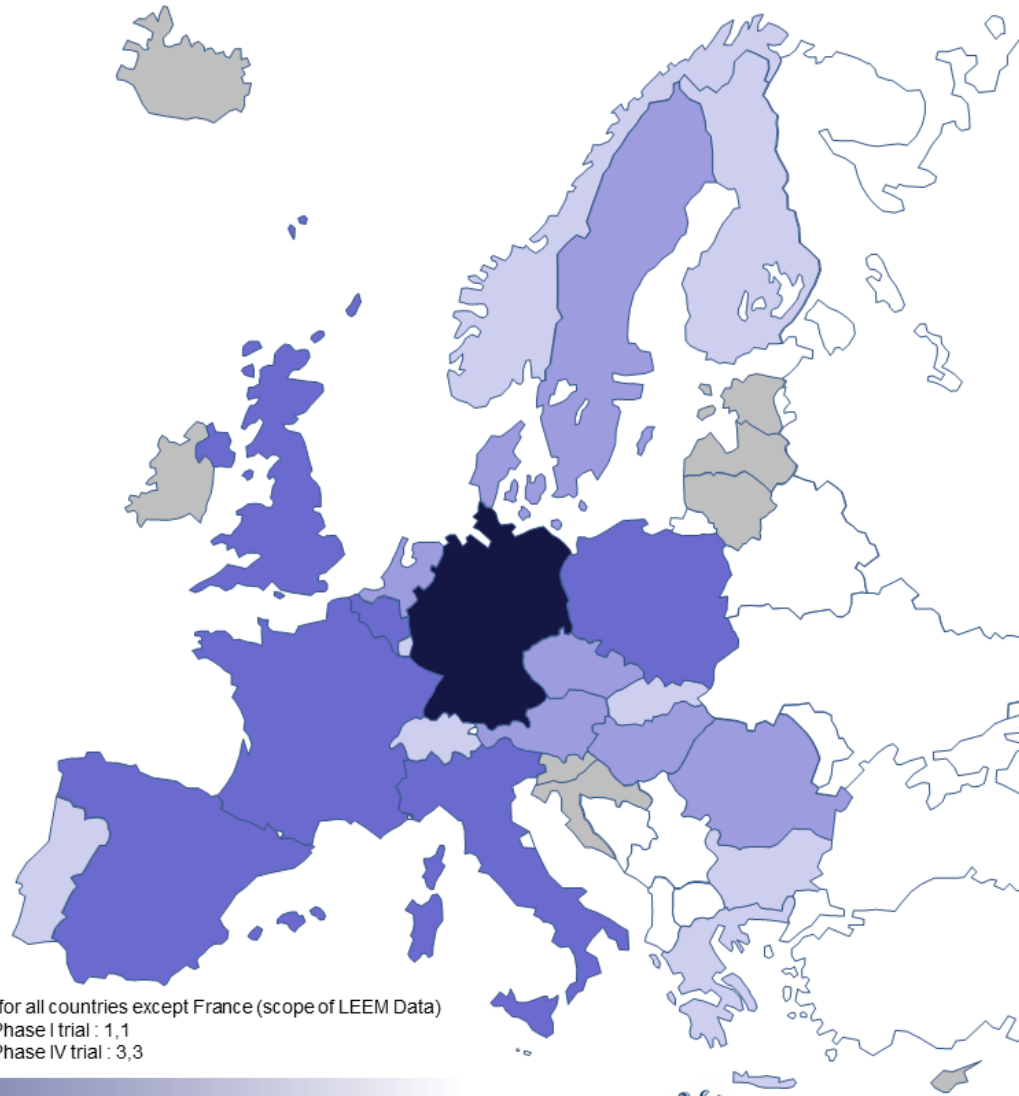 for all countries except France (scope of LEEM Data)
Phase I trial : 1,1
Phase IV trial : 3,3